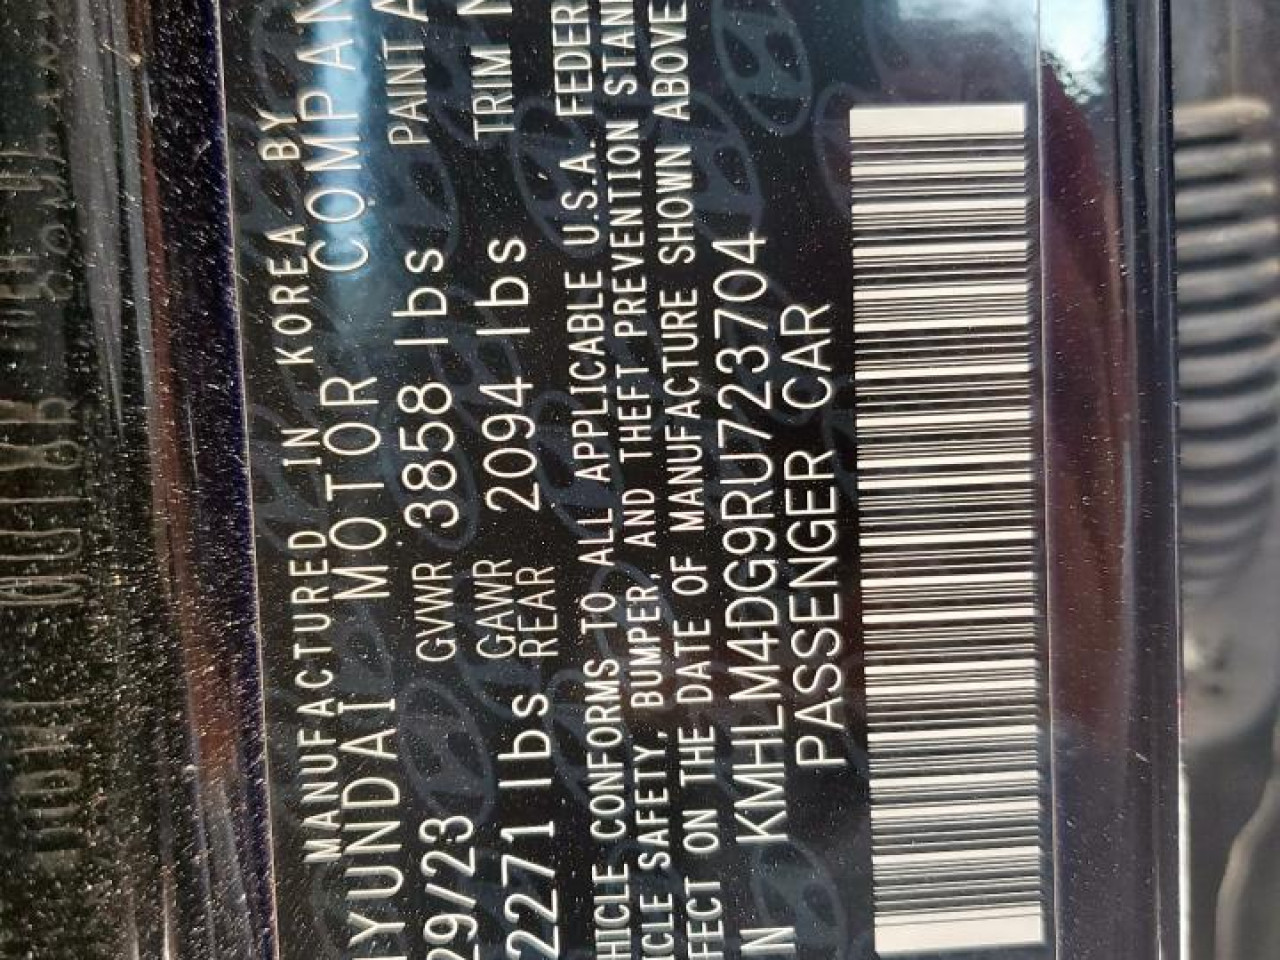 MANUFACTURED IN KOREA BY
HYUNDAI MOTOR COMPAN
29/23 GVWR 3858 lbs PAINT A
2271 lbs GAWR REAR 2094 lbs TRIM
HICLE CONFORMS TO ALL APPLICABLE U.S.A. FEDER
ICLE SAFETY, BUMPER, AND THEFT PREVENTION STAN
FECT ON THE DATE OF MANUFACTURE SHOWN ABOVE
IN KMHLM4DG9RU723704
PASSENGER CAR